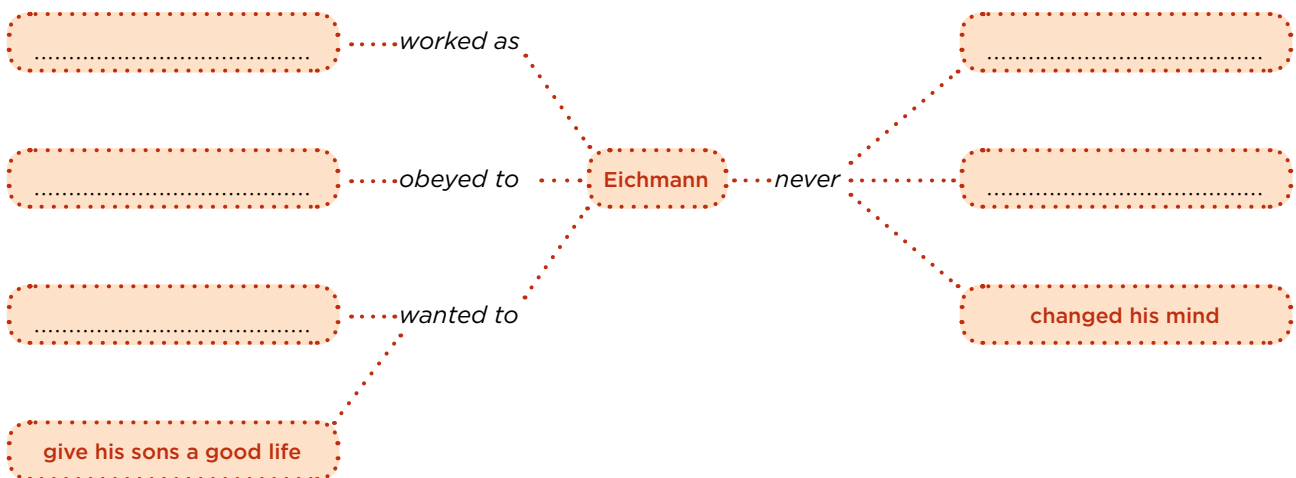 worked as
obeyed to
Eichmann
never
wanted to
changed his mind
give his sons a good life